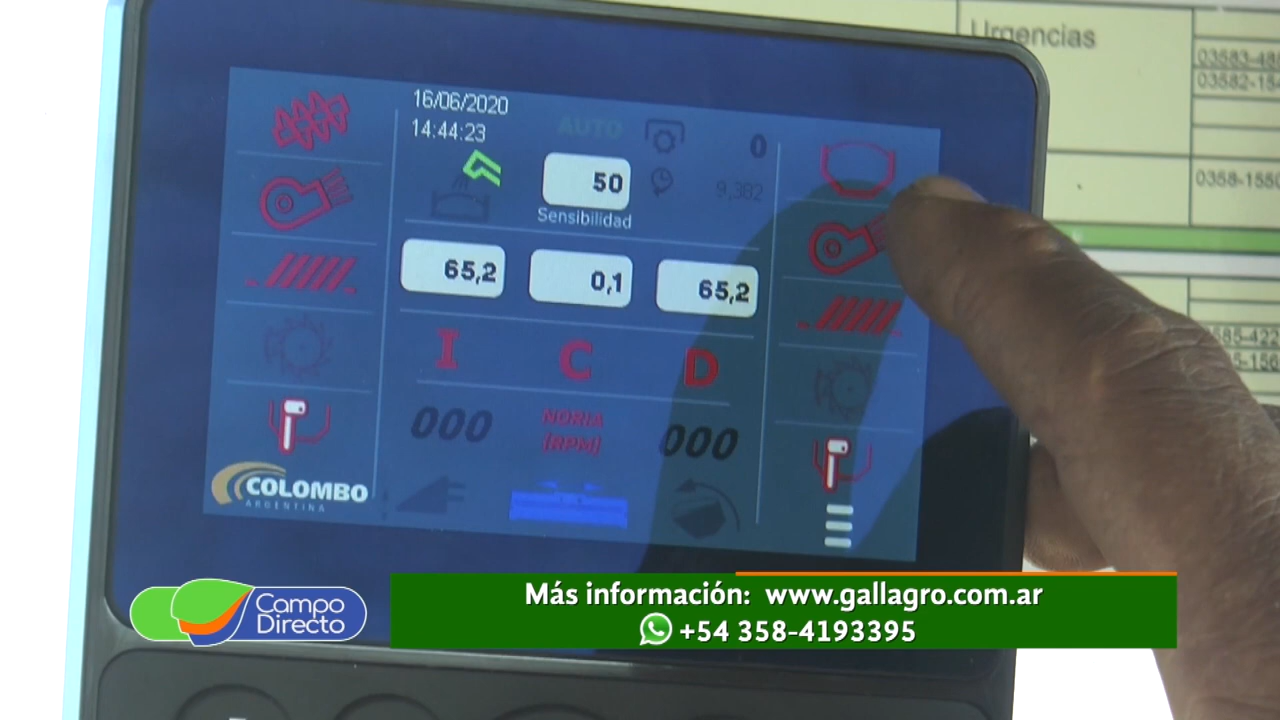 Urgencias
16/06/2020
14:44:23
AUTO
0
50
9,382
Sensibilidad
65,2
0,1
65,2
I
C
D
000
NORIA
(RPM)
000
COLOMBO
ARGENTINA
Campo
Directo
Más información: www.gallagro.com.ar
+54 358-4193395